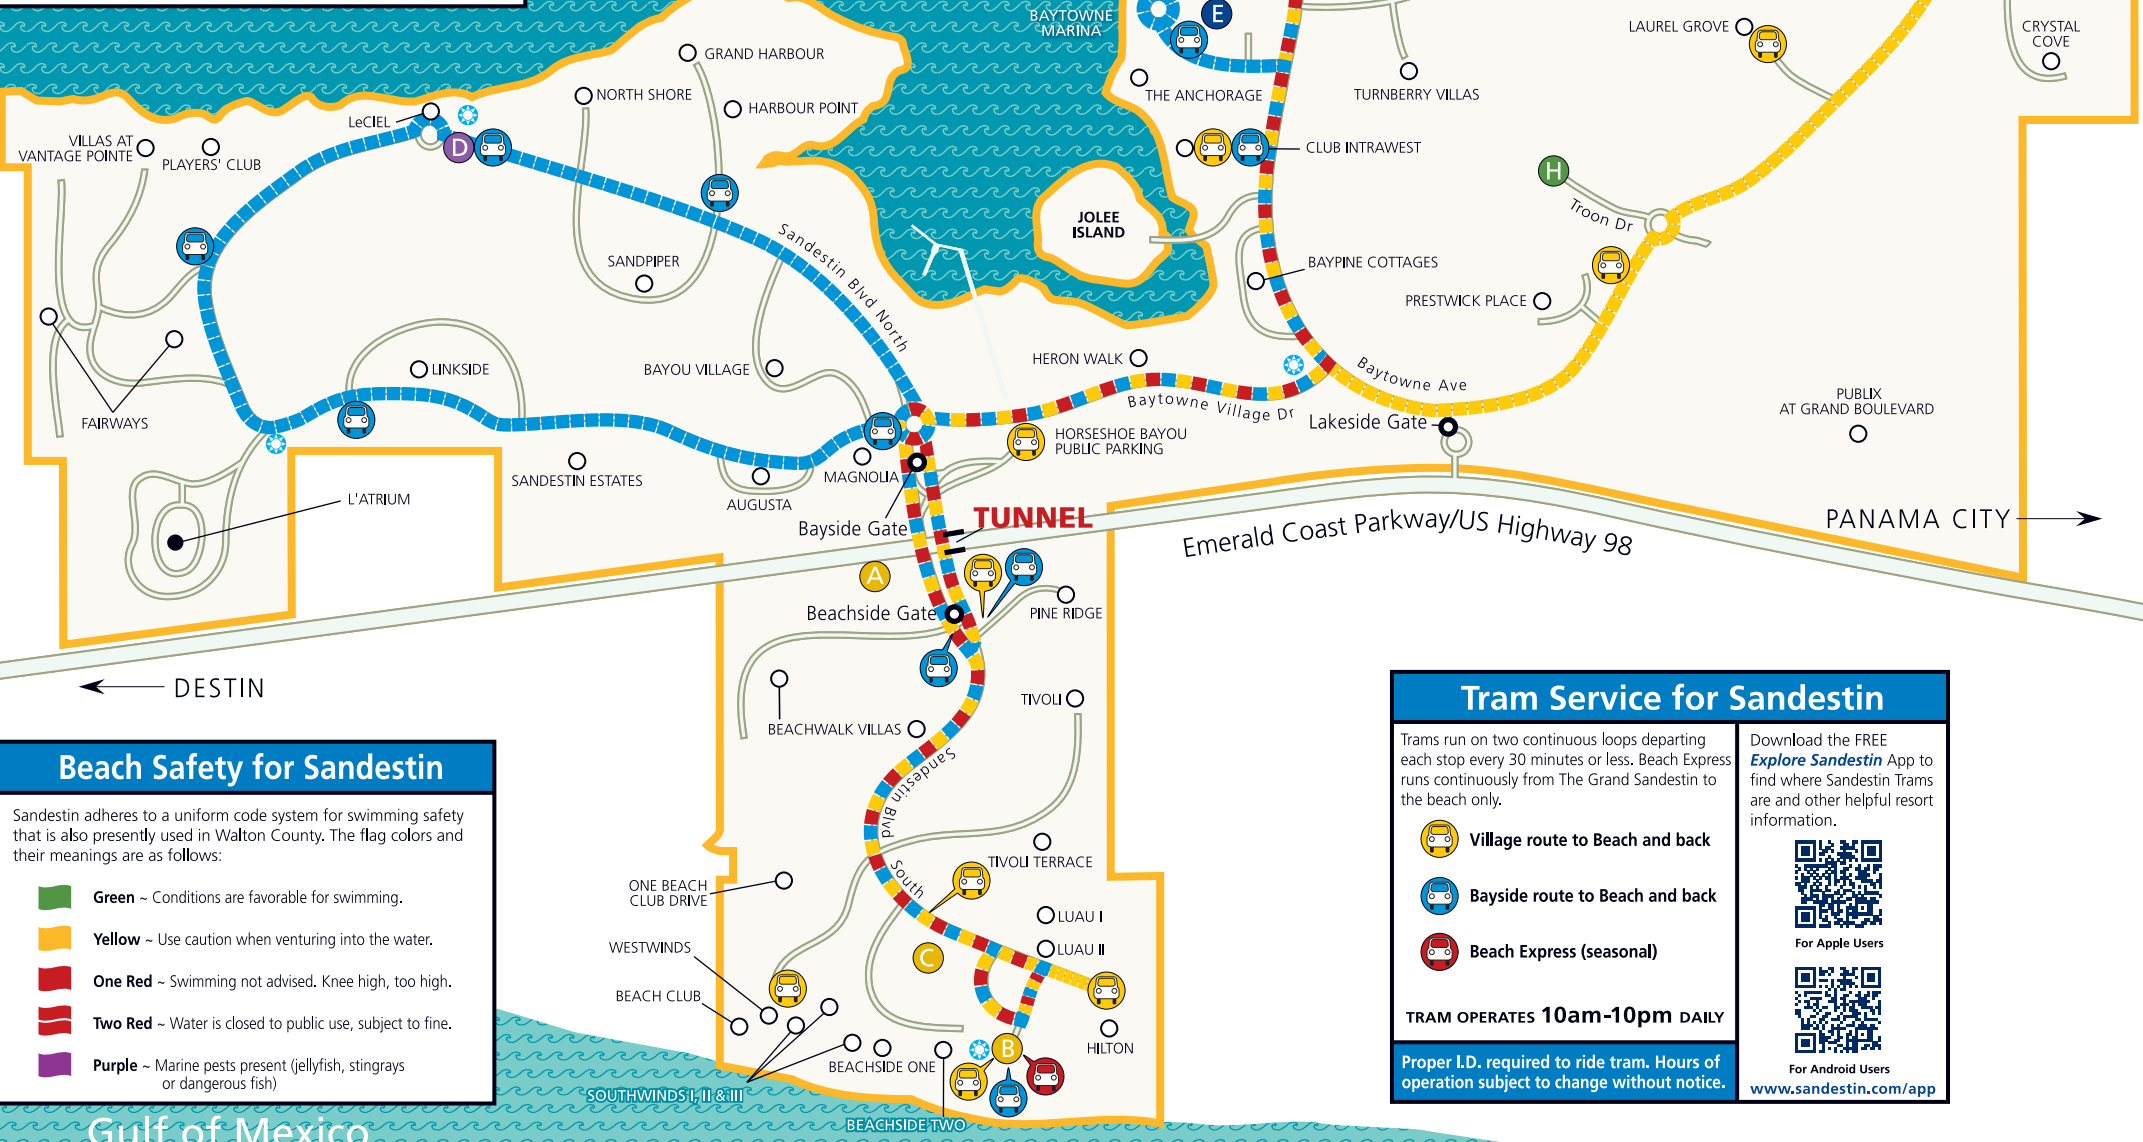 BAYTOWNE
MARINA
E
LAUREL GROVE
CRYSTAL
COVE
GRAND HARBOUR
NORTH SHORE
HARBOUR POINT
THE ANCHORAGE
TURNBERRY VILLAS
LeCIEL
VILLAS AT
VANTAGE POINTE
PLAYERS' CLUB
D
CLUB INTRAWEST
H
Troon Dr
JOLEE
ISLAND
Sandestin Blvd North
SANDPIPER
BAYPINE COTTAGES
PRESTWICK PLACE
HERON WALK
Baytowne Ave
LINKSIDE
BAYOU VILLAGE
Baytowne Village Dr
PUBLIX
AT GRAND BOULEVARD
FAIRWAYS
Lakeside Gate
HORSESHOE BAYOU
PUBLIC PARKING
SANDESTIN ESTATES
MAGNOLIA
AUGUSTA
L'ATRIUM
Bayside Gate
TUNNEL
Emerald Coast Parkway/US Highway 98
PANAMA CITY
A
Beachside Gate
PINE RIDGE
DESTIN
TIVOLI
BEACHWALK VILLAS
Sandestin Blvd South
TIVOLI TERRACE
ONE BEACH
CLUB DRIVE
LUAU I
LUAU II
WESTWINDS
C
BEACH CLUB
B
HILTON
BEACHSIDE ONE
SOUTHWINDS I, II & III
BEACHSIDE TWO
Beach Safety for Sandestin
Sandestin adheres to a uniform code system for swimming safety
that is also presently used in Walton County. The flag colors and
their meanings are as follows:
Green ~ Conditions are favorable for swimming.
Yellow ~ Use caution when venturing into the water.
One Red ~ Swimming not advised. Knee high, too high.
Two Red ~ Water is closed to public use, subject to fine.
Purple ~ Marine pests present (jellyfish, stingrays
or dangerous fish)
Gulf of Mexico
Tram Service for Sandestin
Trams run on two continuous loops departing
each stop every 30 minutes or less. Beach Express
runs continuously from The Grand Sandestin to
the beach only.
Village route to Beach and back
Bayside route to Beach and back
Beach Express (seasonal)
TRAM OPERATES 10am-10pm DAILY
Proper I.D. required to ride tram. Hours of
operation subject to change without notice.
Download the FREE
Explore Sandestin App to
find where Sandestin Trams
are and other helpful resort
information.
For Apple Users
For Android Users
www.sandestin.com/app